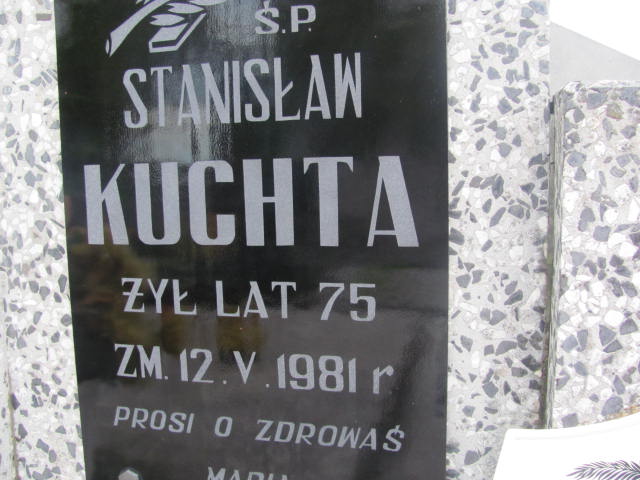 Ś.P.
STANISŁAW
KUCHTA
ŻYŁ LAT 75
ZM. 12.V.1981 r.
PROSI O ZDROWAŚ